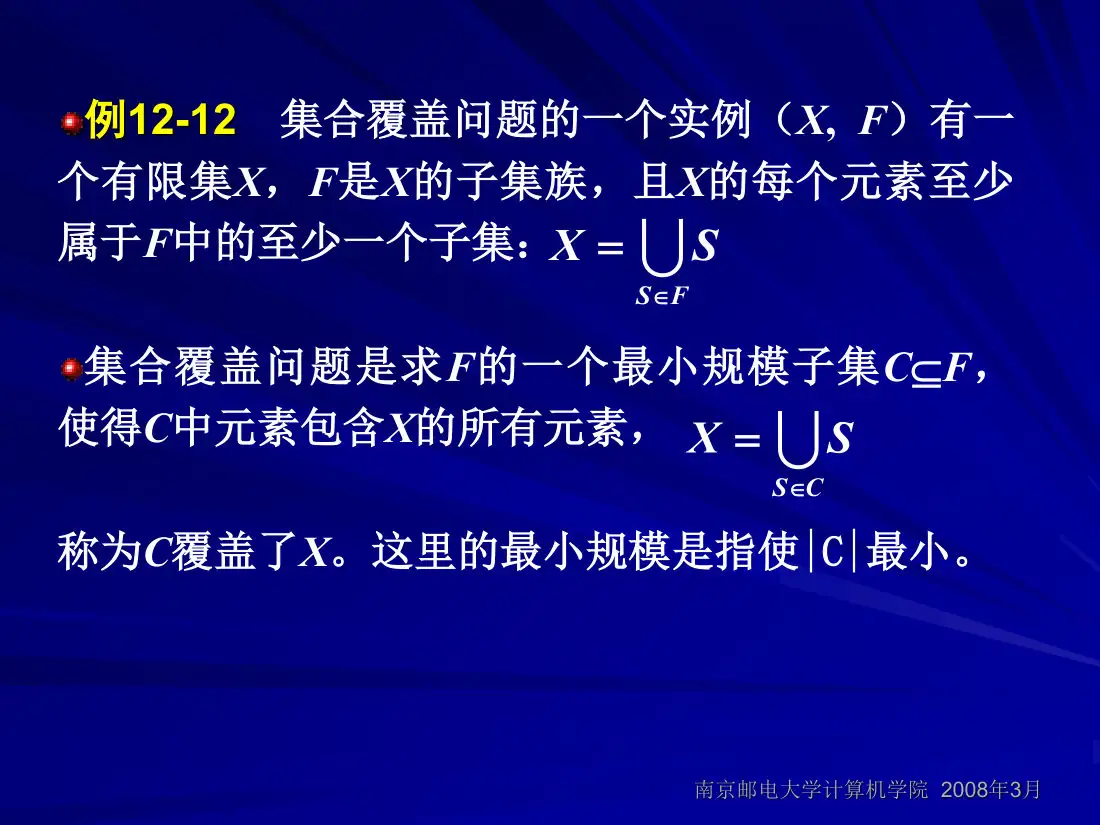 例12-12 集合覆盖问题的一个实例（X, F）有一
个有限集X，F是X的子集族，且X的每个元素至少
属于F中的至少一个子集：X = ⋃ S
S∈F
集合覆盖问题是求F的一个最小规模子集C⊆F，
使得C中元素包含X的所有元素， X = ⋃ S
S∈C
称为C覆盖了X。这里的最小规模是指使|C|最小。
南京邮电大学计算机学院 2008年3月